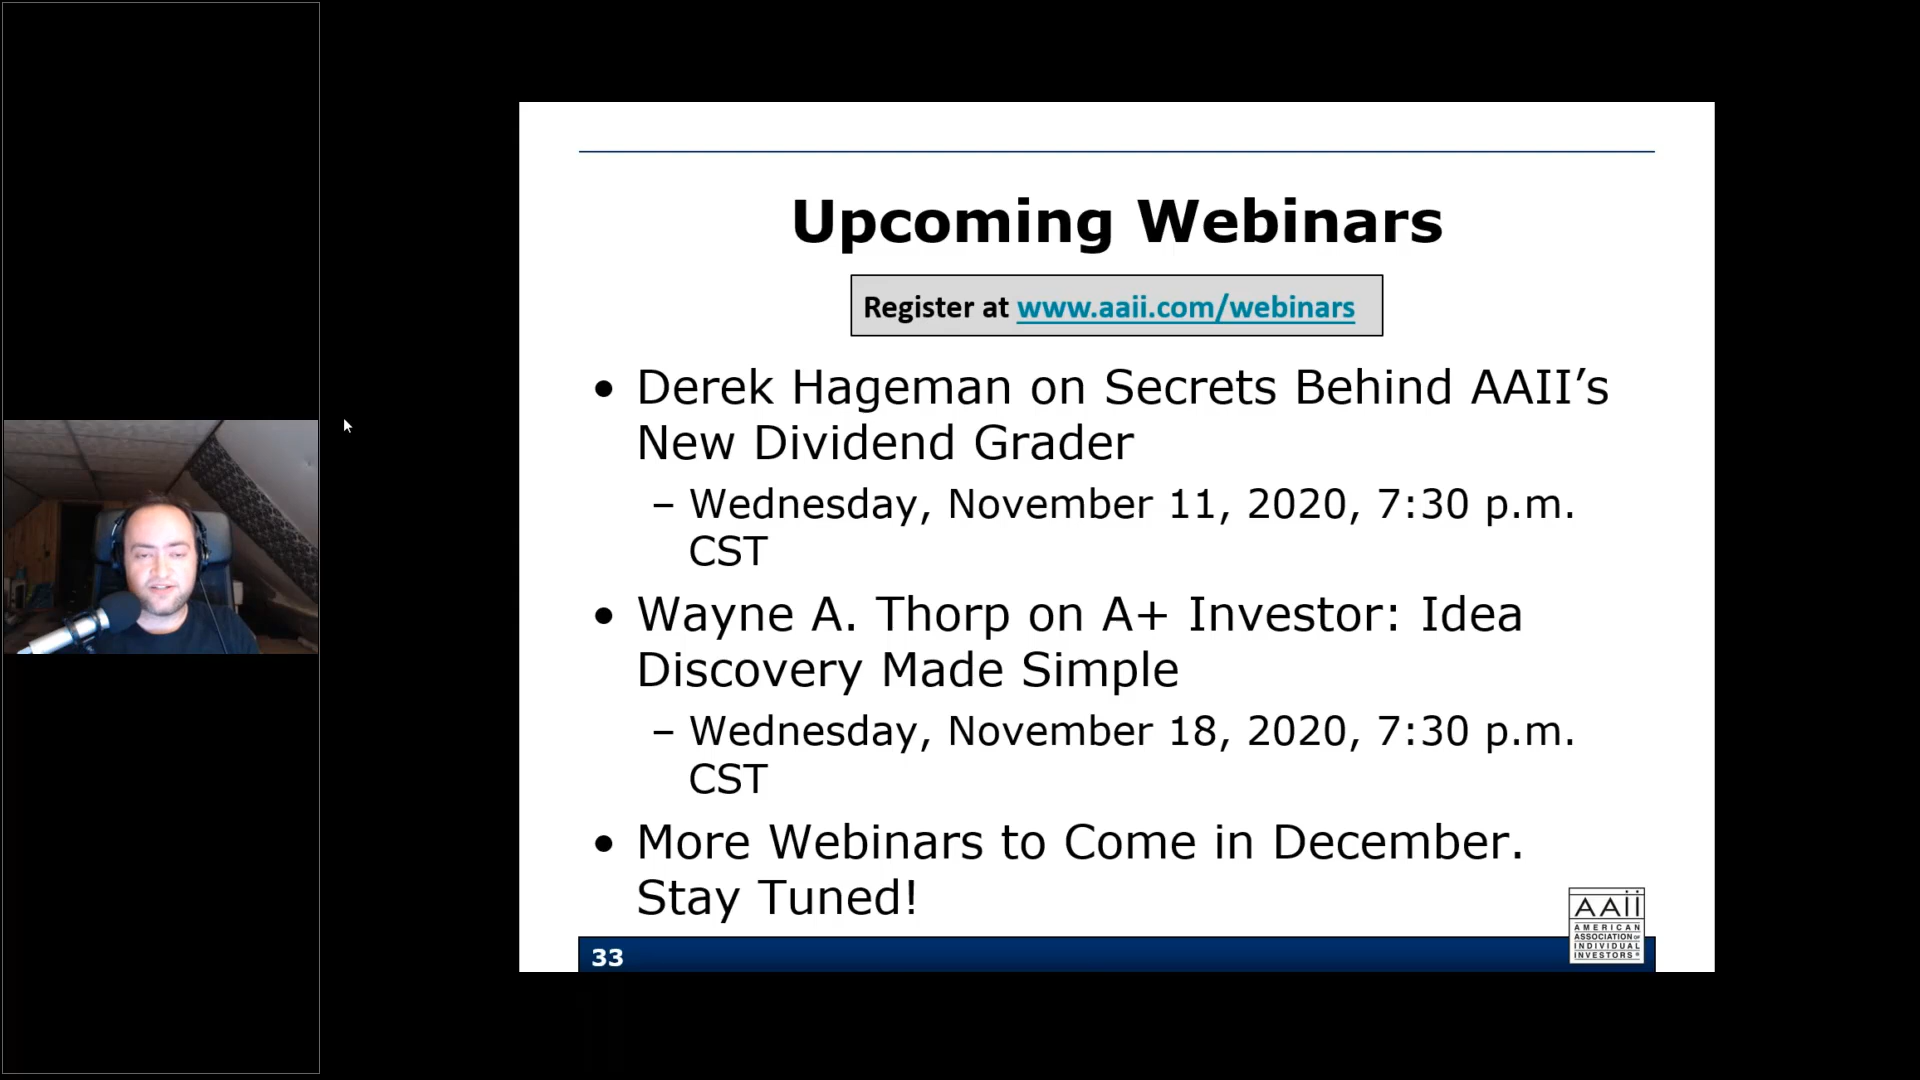 Upcoming Webinars
Register at www.aaii.com/webinars
• Derek Hageman on Secrets Behind AAII’s
New Dividend Grader
– Wednesday, November 11, 2020, 7:30 p.m.
CST
• Wayne A. Thorp on A+ Investor: Idea
Discovery Made Simple
– Wednesday, November 18, 2020, 7:30 p.m.
CST
• More Webinars to Come in December.
Stay Tuned!
33
AAii
AMERICAN
ASSOCIATION OF
INDIVIDUAL
INVESTORS®